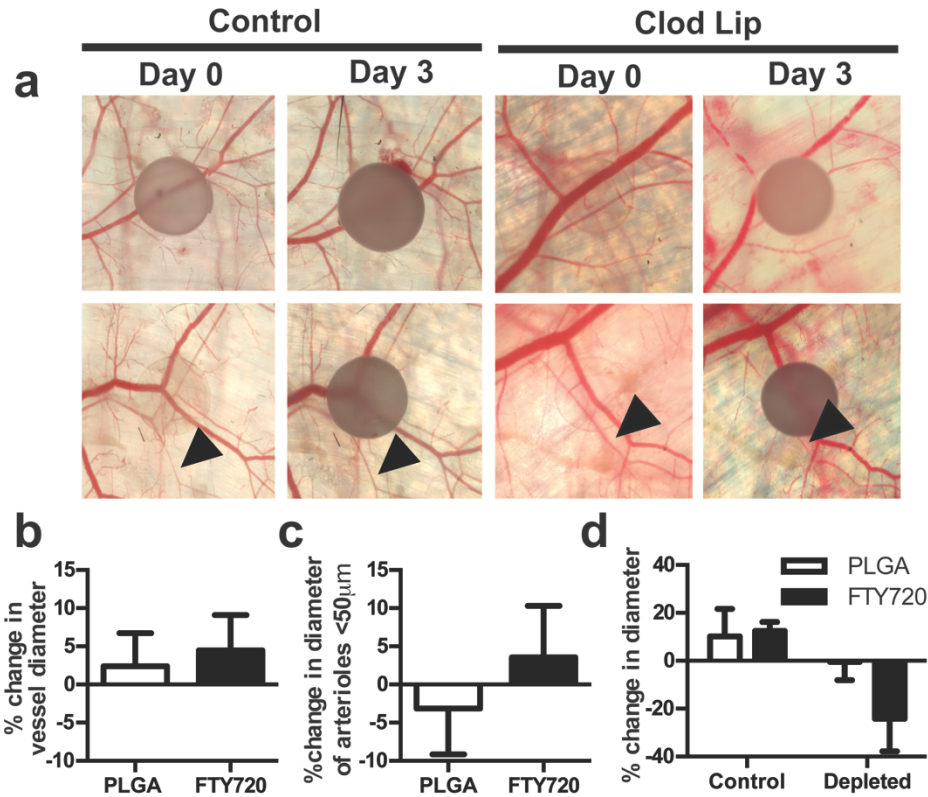 Control
Clod Lip
a
Day 0
Day 3
Day 0
Day 3
b
% change in
vessel diameter
15
10
5
0
-5
-10
PLGA
FTY720
c
%change in diameter
of arterioles <50μm
15
10
5
0
-5
-10
PLGA
FTY720
d
% change in diameter
40
20
0
-20
-40
PLGA
FTY720
Control
Depleted